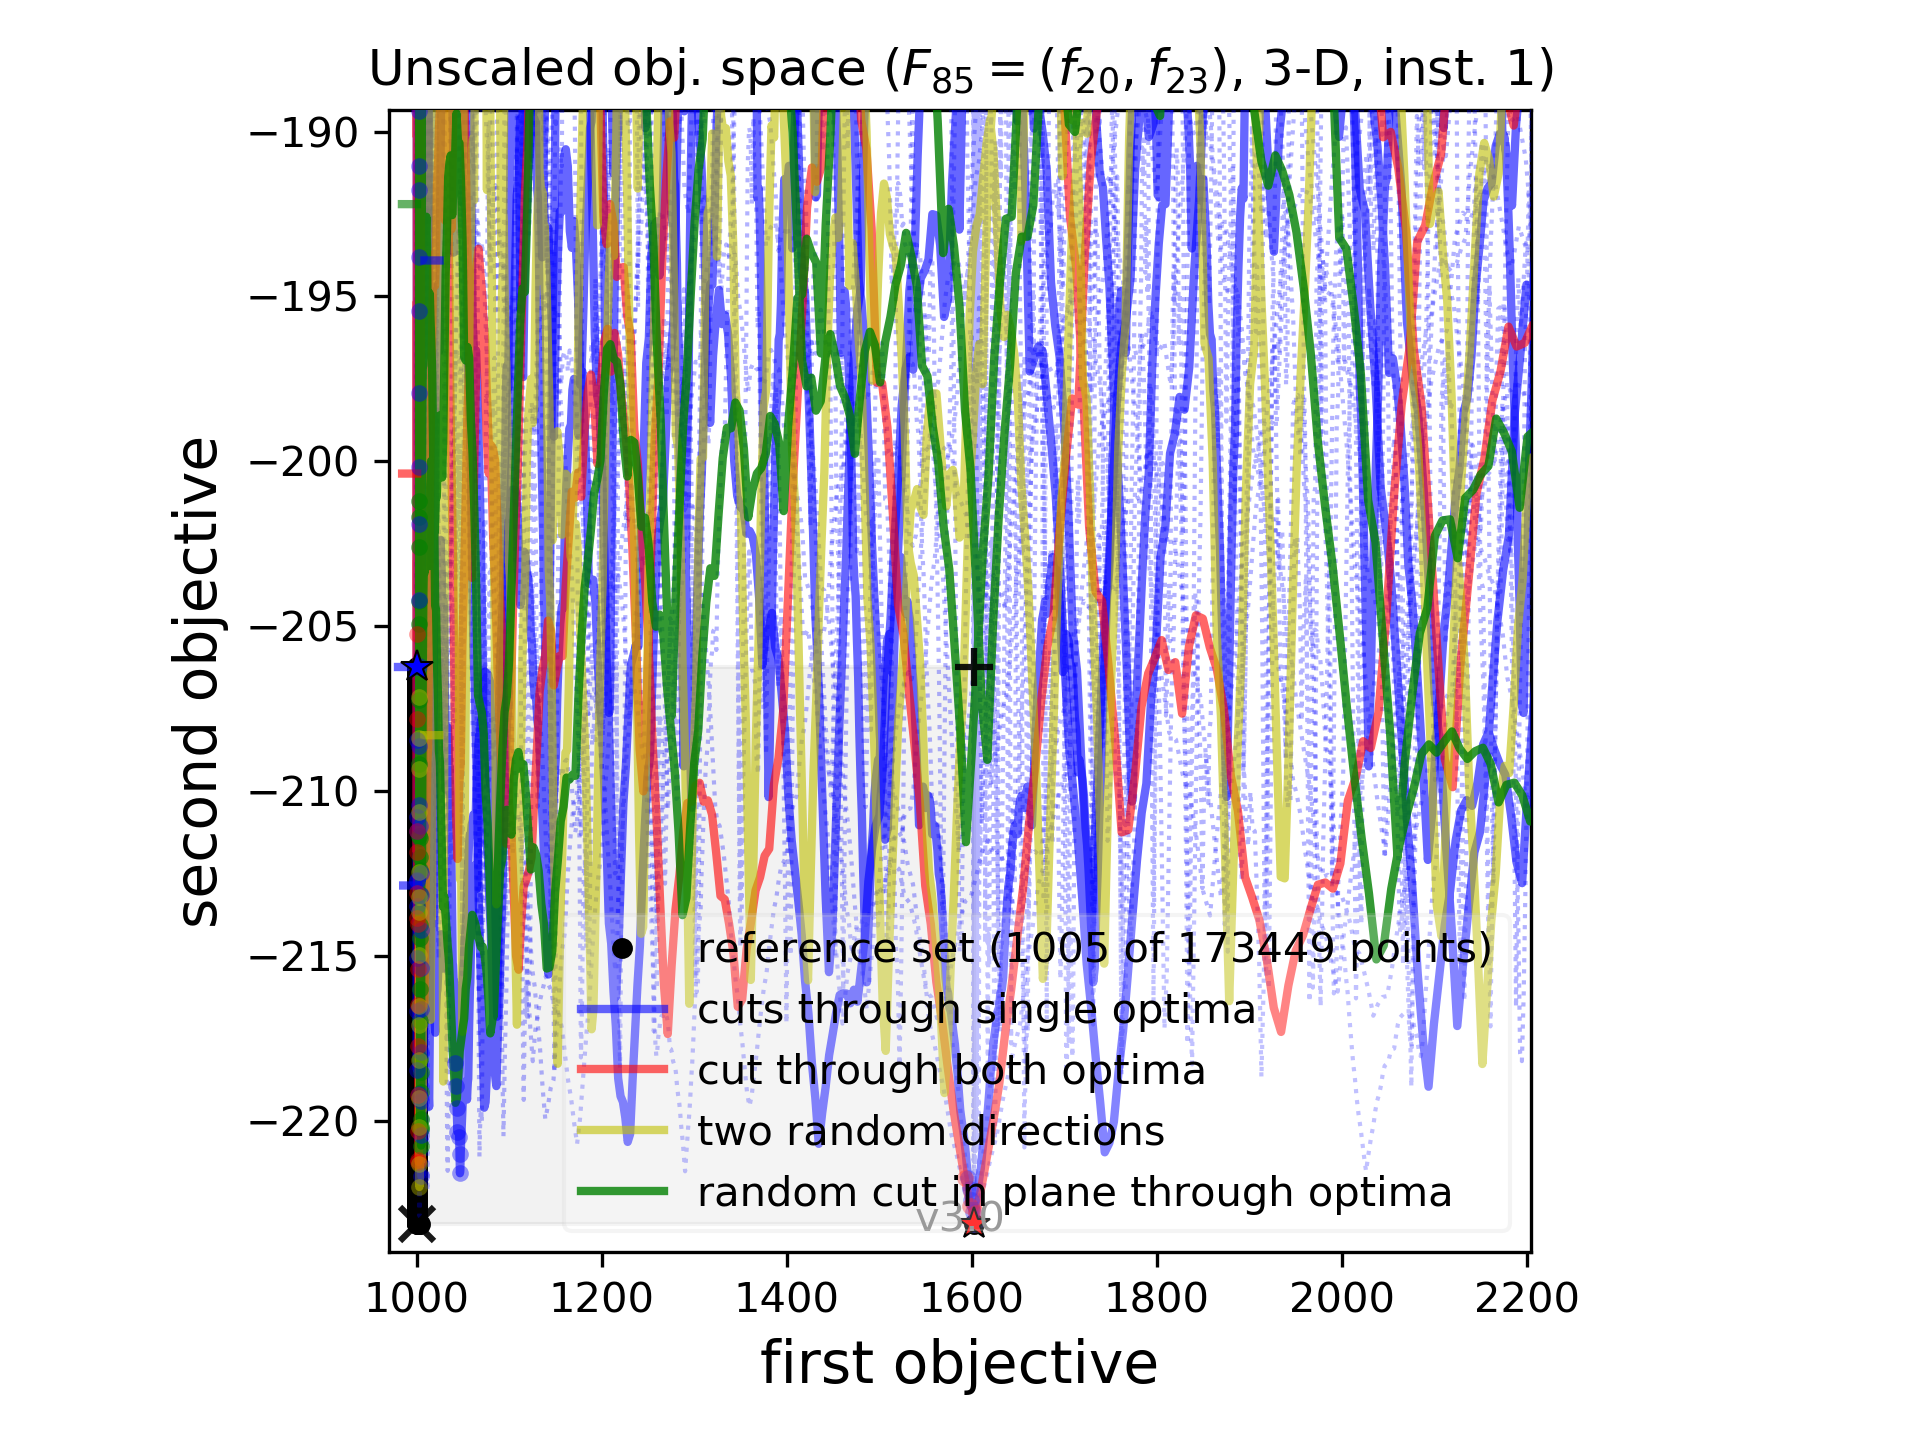 Unscaled obj. space (F₈₅ = (f₂₀, f₂₃), 3-D, inst. 1)
−190
−195
−200
−205
−210
−215
−220
second objective
reference set (1005 of 173449 points)
cuts through single optima
cut through both optima
two random directions
random cut in plane through optima
v3.0
1000 1200 1400 1600 1800 2000 2200
first objective